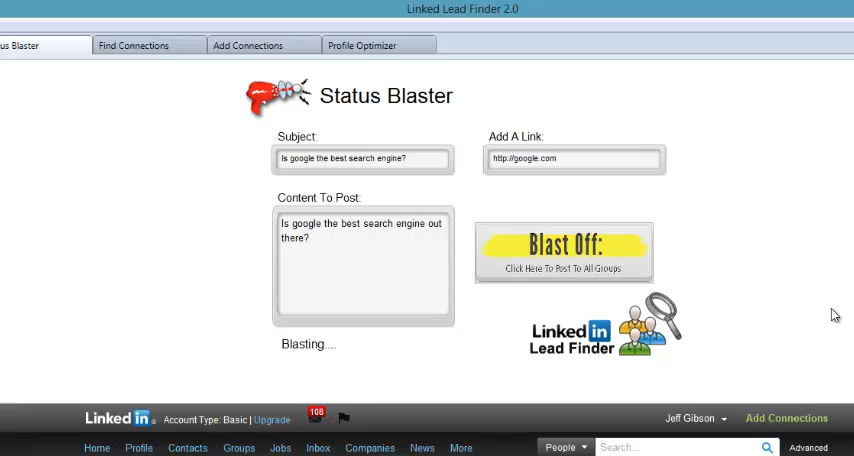 Linked Lead Finder 2.0
us Blaster
Find Connections
Add Connections
Profile Optimizer
Status Blaster
Subject:
Add A Link:
Is google the best search engine?
http://google.com
Content To Post:
Is google the best search engine out
there?
Blast Off:
Click Here To Post To All Groups
Linked in
Lead Finder
Blasting....
Linked in ® Account Type: Basic | Upgrade
108
Jeff Gibson
Add Connections
Home Profile Contacts Groups Jobs Inbox Companies News More
People
Search...
Advanced